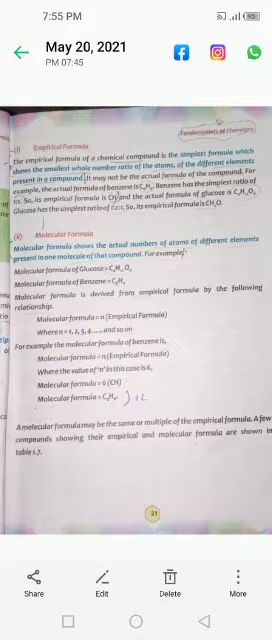 7:55 PM
85
May 20, 2021
PM 07:45
Fundamentals of Chemistry
(i) Empirical Formula
The empirical formula of a chemical compound is the simplest formula which
shows the smallest whole number ratio of the atoms, of the different elements
present in a compound. It may not be the actual formula of the compound. For
example, the actual formula of benzene is C₆H₆. Benzene has the simplest ratio of
1:1. So, its empirical formula is CH and the actual formula of glucose is C₆H₁₂O₆
Glucose has the simplest ratio of 1:2:1. So, its empirical formula is CH₂O.
(ii) Molecular Formula
Molecular formula shows the actual numbers of atoms of different elements
present in one molecule of that compound. For example,
Molecular formula of Glucose = C₆H₁₂O₆
Molecular formula of Benzene = C₆H₆
Molecular formula is derived from empirical formula by the following
relationship.
Molecular formula = n (Empirical Formula)
Where n = 1, 2, 3, 4 ..... and so on
For example the molecular formula of benzene is,
Molecular formula = n (Empirical Formula)
Where the value of 'n' in this case is 6,
Molecular formula = 6 (CH)
Molecular formula = C₆H₆.
A molecular formula may be the same or multiple of the empirical formula. A few
compounds showing their empirical and molecular formula are shown in
table 1.7.
21
Share Edit Delete More